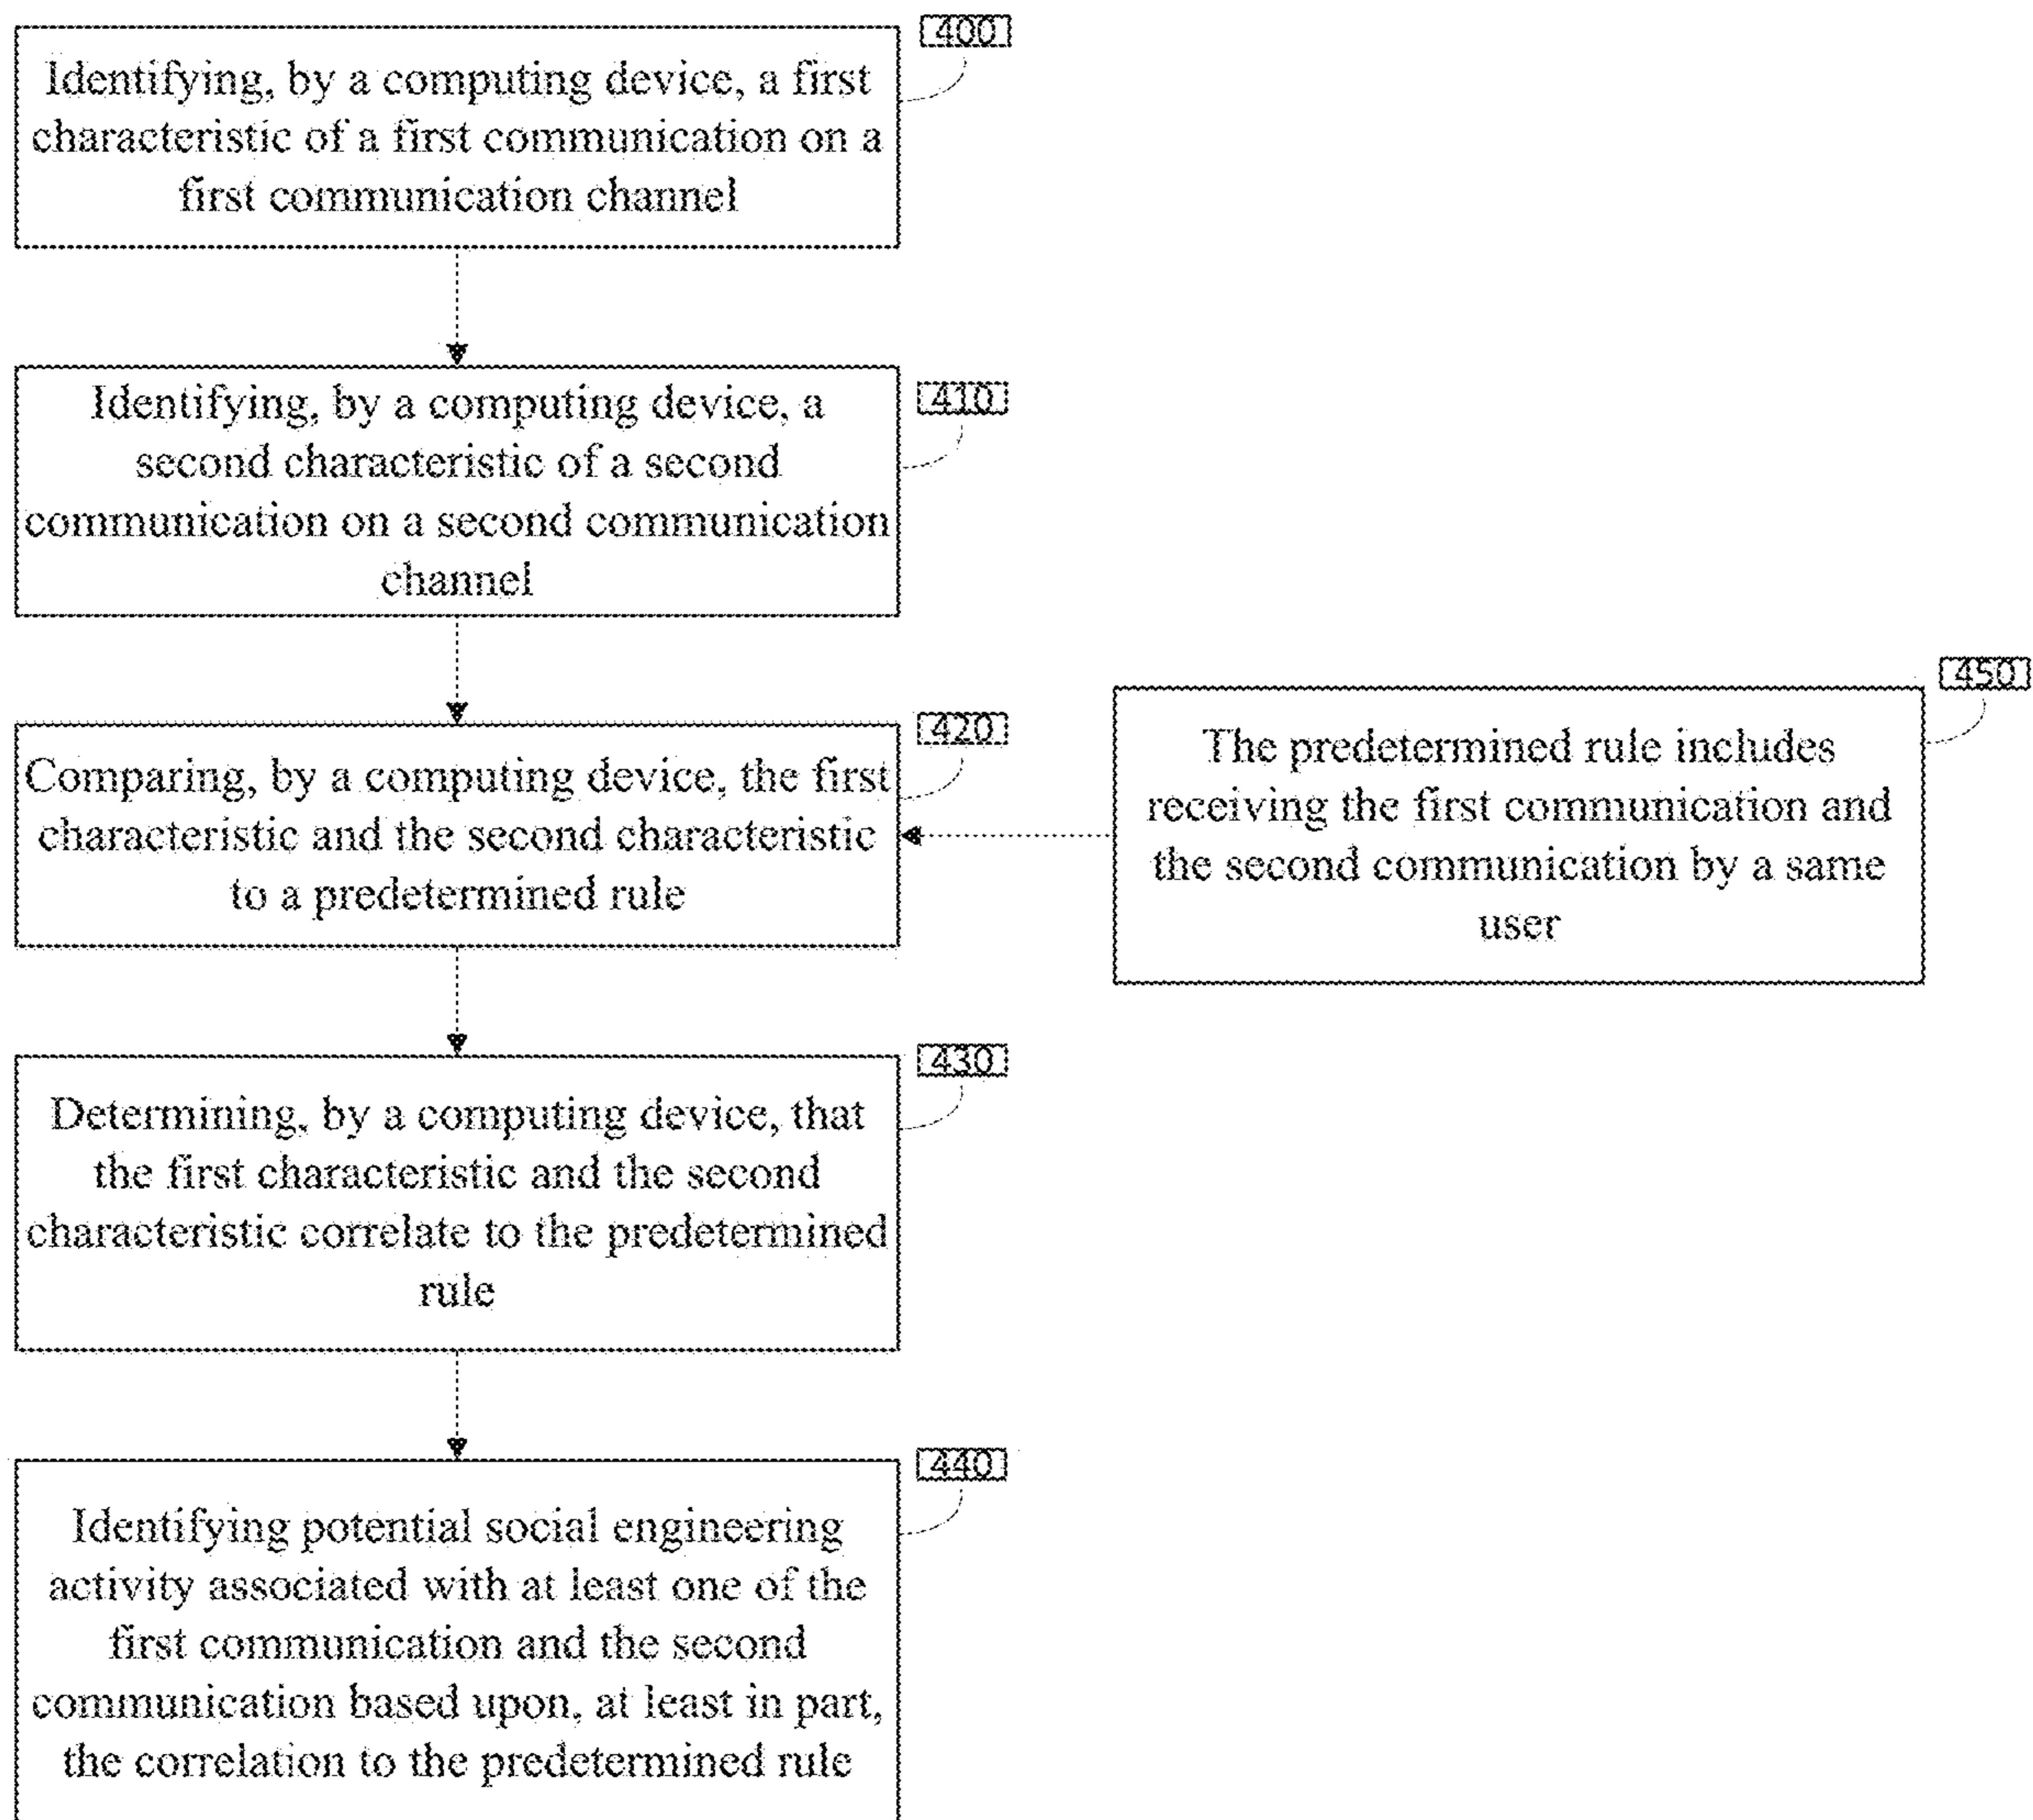 400
Identifying, by a computing device, a first
characteristic of a first communication on a
first communication channel
410
Identifying, by a computing device, a
second characteristic of a second
communication on a second communication
channel
420
Comparing, by a computing device, the first
characteristic and the second characteristic
to a predetermined rule
450
The predetermined rule includes
receiving the first communication and
the second communication by a same
user
430
Determining, by a computing device, that
the first characteristic and the second
characteristic correlate to the predetermined
rule
440
Identifying potential social engineering
activity associated with at least one of the
first communication and the second
communication based upon, at least in part,
the correlation to the predetermined rule